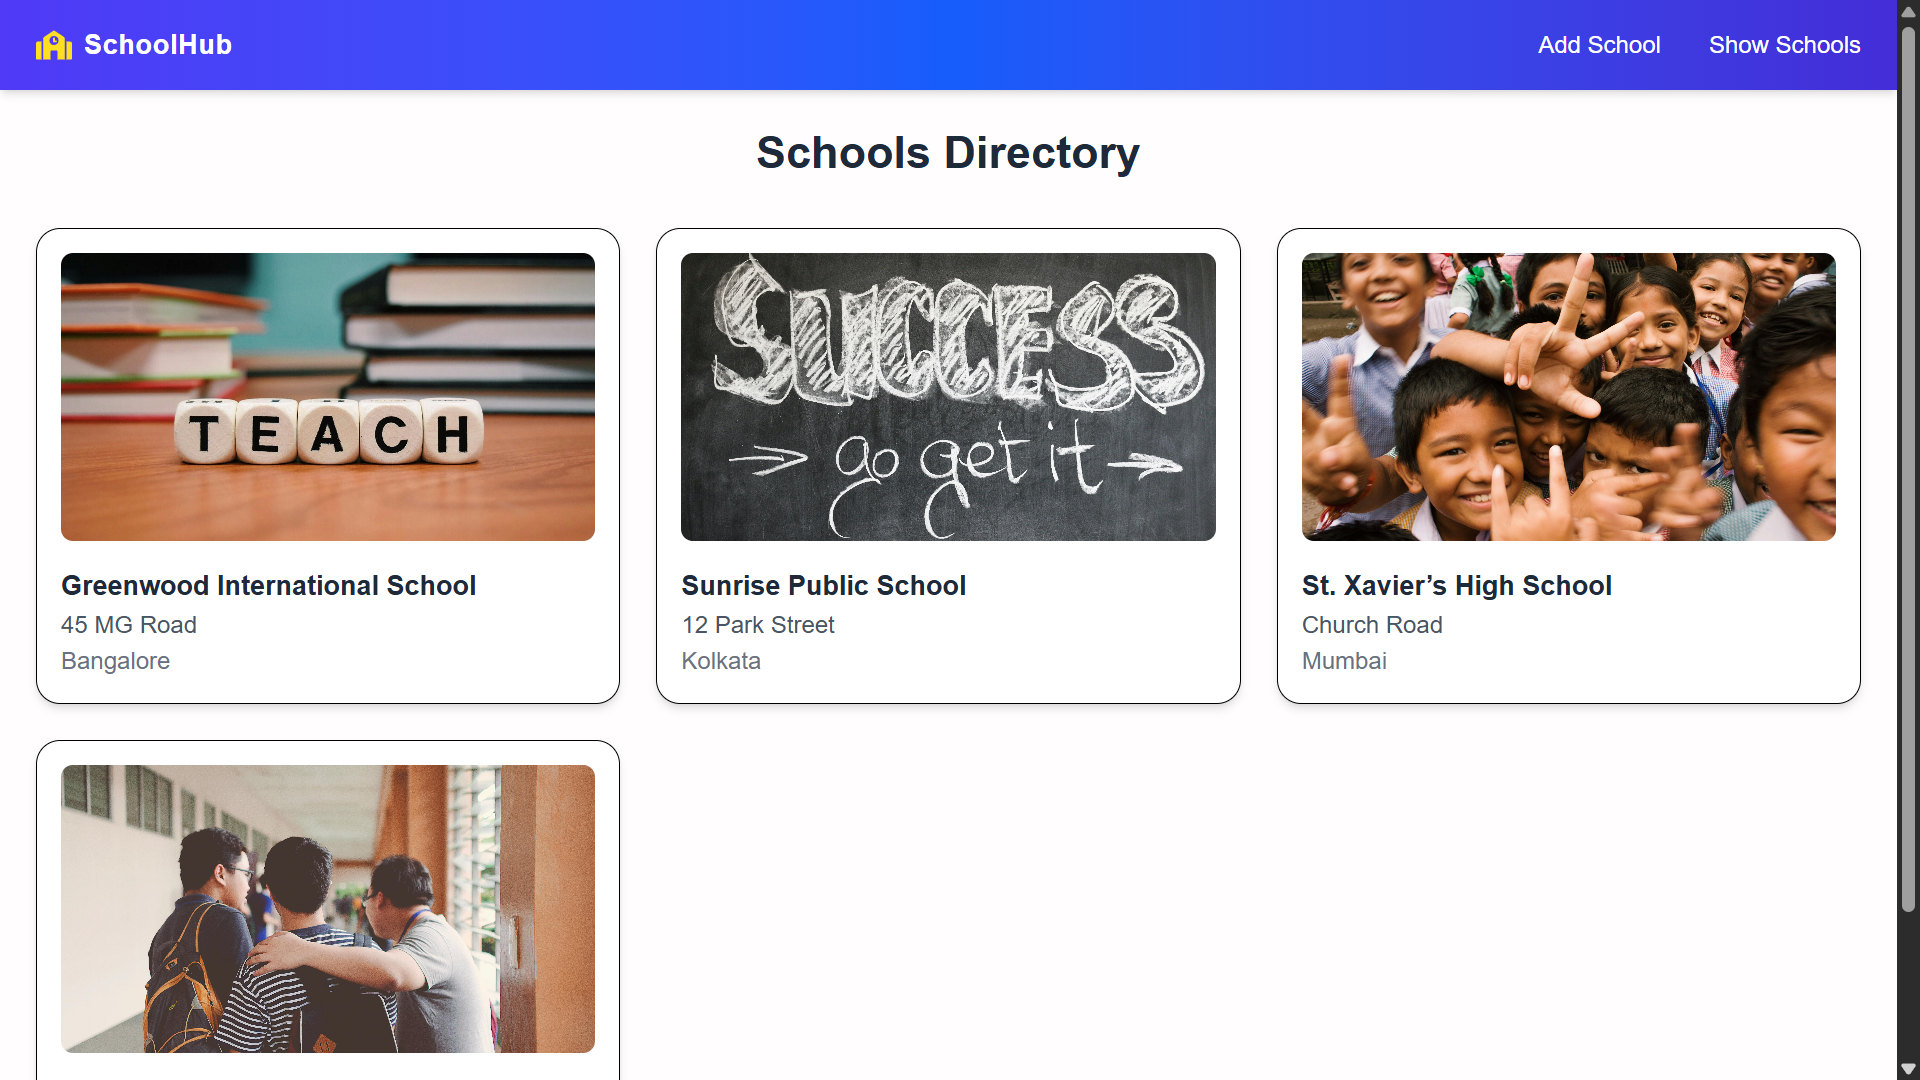 SchoolHub
Add School
Show Schools
Schools Directory
TEACH
SUCCESS
go get it
Greenwood International School
45 MG Road
Bangalore
Sunrise Public School
12 Park Street
Kolkata
St. Xavier’s High School
Church Road
Mumbai